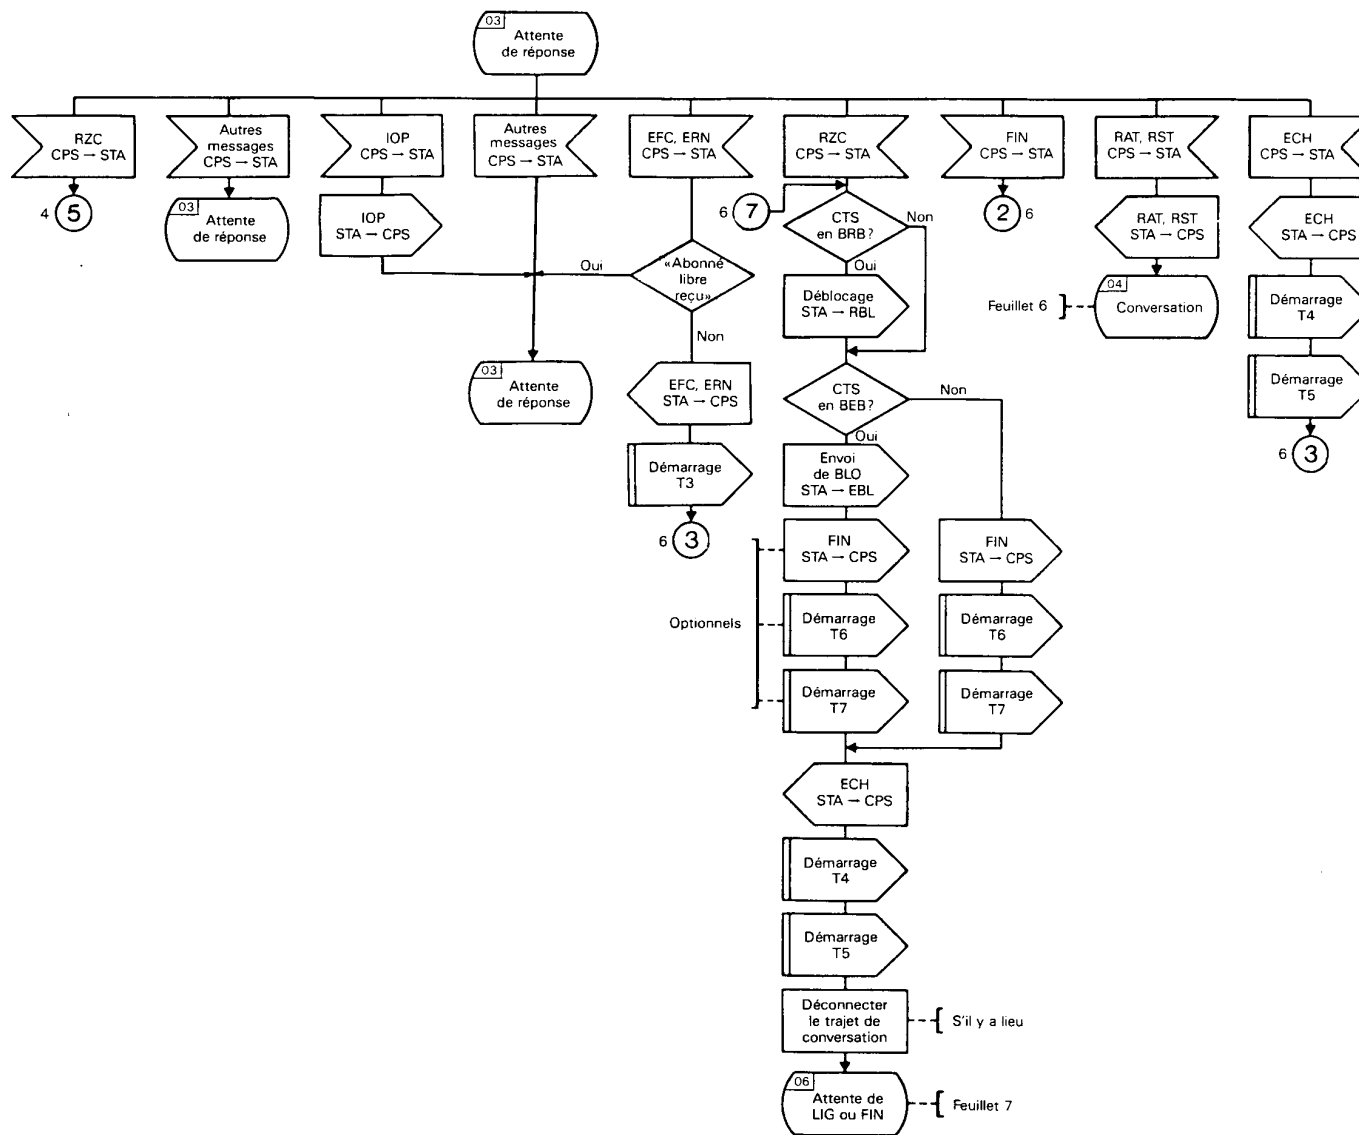 03
Attente
de réponse
RZC
CPS → STA
Autres
messages
CPS → STA
IOP
CPS → STA
Autres
messages
CPS → STA
EFC, ERN
CPS → STA
RZC
CPS → STA
FIN
CPS → STA
RAT, RST
CPS → STA
ECH
CPS → STA
4
5
03
Attente
de réponse
IOP
STA → CPS
6
7
CTS
en BRB?
Non
Oui
2
6
RAT, RST
STA → CPS
ECH
STA → CPS
Oui
«Abonné
libre
reçu»
Non
Déblocage
STA → RBL
Feuillet 6
04
Conversation
Démarrage
T4
03
Attente
de réponse
EFC, ERN
STA → CPS
CTS
en BEB?
Non
Oui
Démarrage
T5
6
3
Démarrage
T3
6
3
Envoi
de BLO
STA → EBL
Optionnels
FIN
STA → CPS
FIN
STA → CPS
Démarrage
T6
Démarrage
T6
Démarrage
T7
Démarrage
T7
ECH
STA → CPS
Démarrage
T4
Démarrage
T5
Déconnecter
le trajet de
conversation
S'il y a lieu
06
Attente de
LIG ou FIN
Feuillet 7